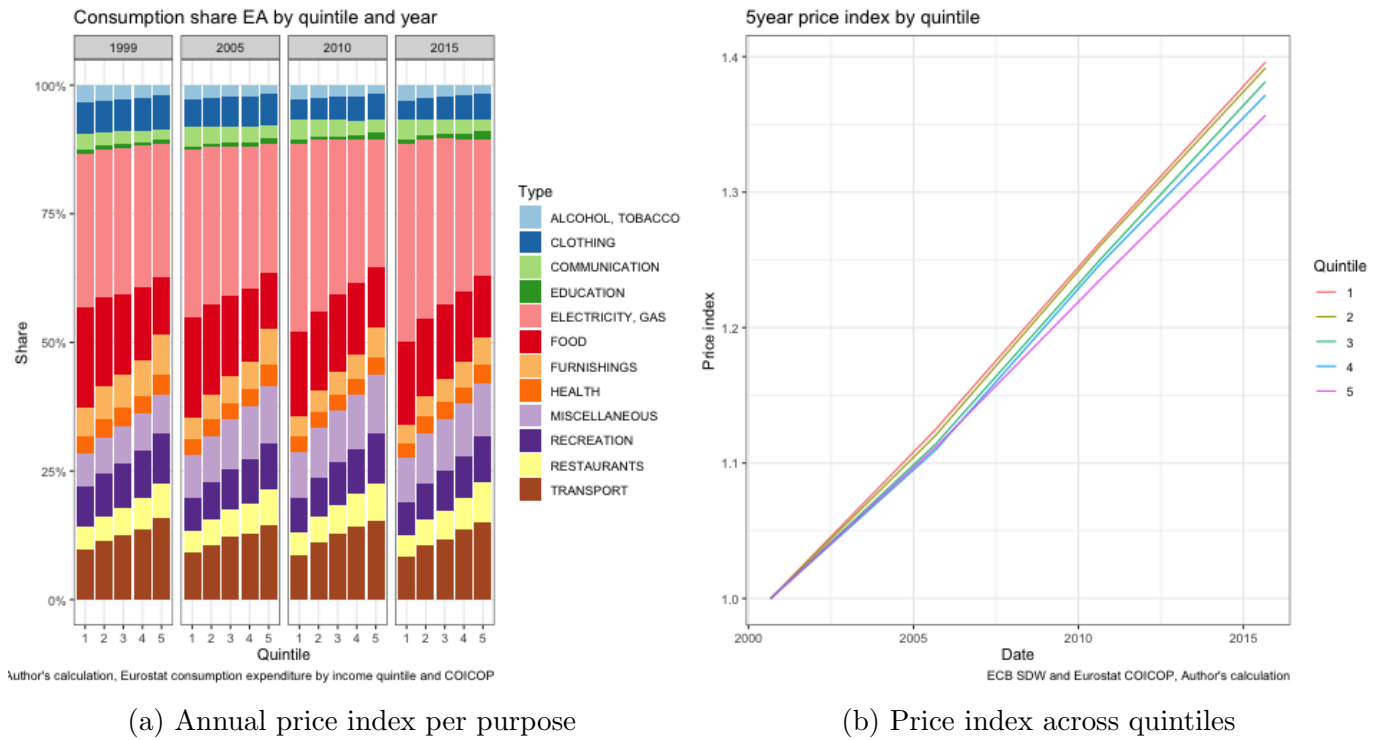 Consumption share EA by quintile and year
1999 2005 2010 2015
100%
75%
50%
25%
0%
Share
1 2 3 4 5 1 2 3 4 5 1 2 3 4 5 1 2 3 4 5
Quintile
Type
ALCOHOL, TOBACCO
CLOTHING
COMMUNICATION
EDUCATION
ELECTRICITY, GAS
FOOD
FURNISHINGS
HEALTH
MISCELLANEOUS
RECREATION
RESTAURANTS
TRANSPORT
Author's calculation, Eurostat consumption expenditure by income quintile and COICOP
(a) Annual price index per purpose
5year price index by quintile
1.4
1.3
1.2
1.1
1.0
Price index
2000 2005 2010 2015
Date
Quintile
1
2
3
4
5
ECB SDW and Eurostat COICOP, Author's calculation
(b) Price index across quintiles